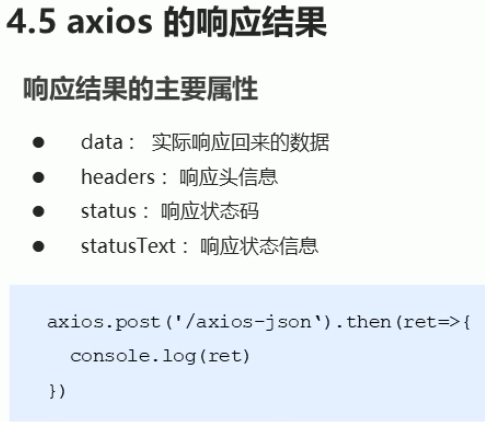 4.5 axios 的响应结果
响应结果的主要属性
● data： 实际响应回来的数据
● headers：响应头信息
● status：响应状态码
● statusText：响应状态信息
axios.post('/axios-json‘).then(ret=>{
console.log(ret)
})